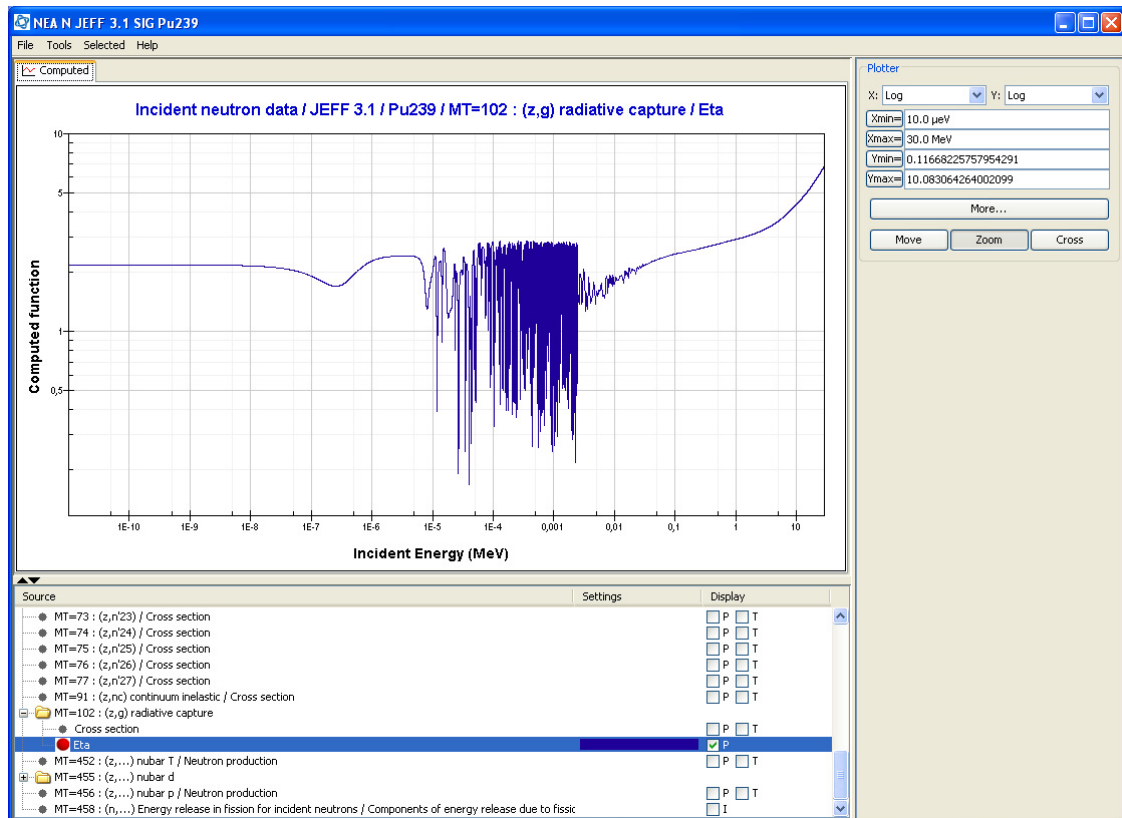 NEA N JEFF 3.1 SIG Pu239
File Tools Selected Help
Computed
Incident neutron data / JEFF 3.1 / Pu239 / MT=102 : (z,g) radiative capture / Eta
10
5
1
0,5
Computed function
1E-10 1E-9 1E-8 1E-7 1E-6 1E-5 1E-4 0,001 0,01 0,1 1 10
Incident Energy (MeV)
Plotter
X: Log Y: Log
Xmin= 10.0 µeV
Xmax= 30.0 MeV
Ymin= 0.11668225757954291
Ymax= 10.083064264002099
More...
Move Zoom Cross
Source Settings Display
MT=73 : (z,n'23) / Cross section P T
MT=74 : (z,n'24) / Cross section P T
MT=75 : (z,n'25) / Cross section P T
MT=76 : (z,n'26) / Cross section P T
MT=77 : (z,n'27) / Cross section P T
MT=91 : (z,nc) continuum inelastic / Cross section P T
MT=102 : (z,g) radiative capture
Cross section P T
Eta P
MT=452 : (z,...) nubar T / Neutron production P T
MT=455 : (z,...) nubar d
MT=456 : (z,...) nubar p / Neutron production P T
MT=458 : (n,...) Energy release in fission for incident neutrons / Components of energy release due to fissic I